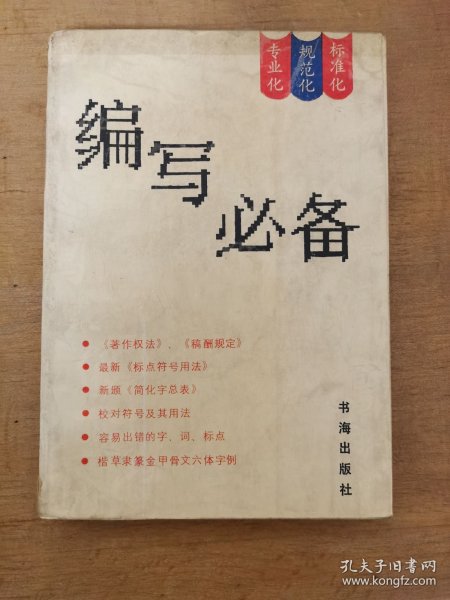 标准化
规范化
专业化
编写必备
《著作权法》、《稿酬规定》
最新《标点符号用法》
新颁《简化字总表》
校对符号及其用法
容易出错的字、词、标点
楷草隶篆金甲骨文六体字例
书海出版社
孔夫子旧书网
www.kongfz.com